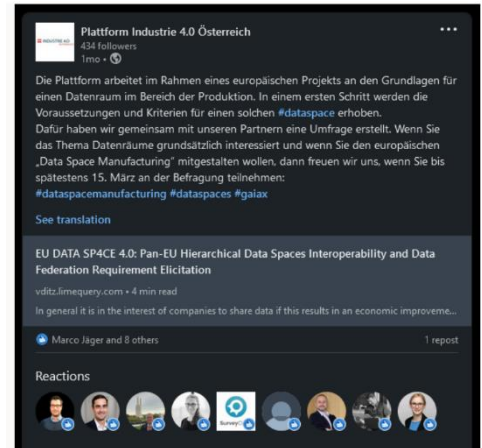 INDUSTRIE 4.0
Plattform Industrie 4.0 Österreich
434 followers
1mo •
Die Plattform arbeitet im Rahmen eines europäischen Projekts an den Grundlagen für
einen Datenraum im Bereich der Produktion. In einem ersten Schritt werden die
Voraussetzungen und Kriterien für einen solchen #dataspace erhoben.
Dafür haben wir gemeinsam mit unseren Partnern eine Umfrage erstellt. Wenn Sie
das Thema Datenräume grundsätzlich interessiert und wenn Sie den europäischen
„Data Space Manufacturing“ mitgestalten wollen, dann freuen wir uns, wenn Sie bis
spätestens 15. März an der Befragung teilnehmen:
#dataspacemanufacturing #dataspaces #gaiax
See translation
EU DATA SP4CE 4.0: Pan-EU Hierarchical Data Spaces Interoperability and Data
Federation Requirement Elicitation
vditz.limequery.com • 4 min read
In general it is in the interest of companies to share data if this results in an economic improveme...
Marco Jäger and 8 others
1 repost
Reactions